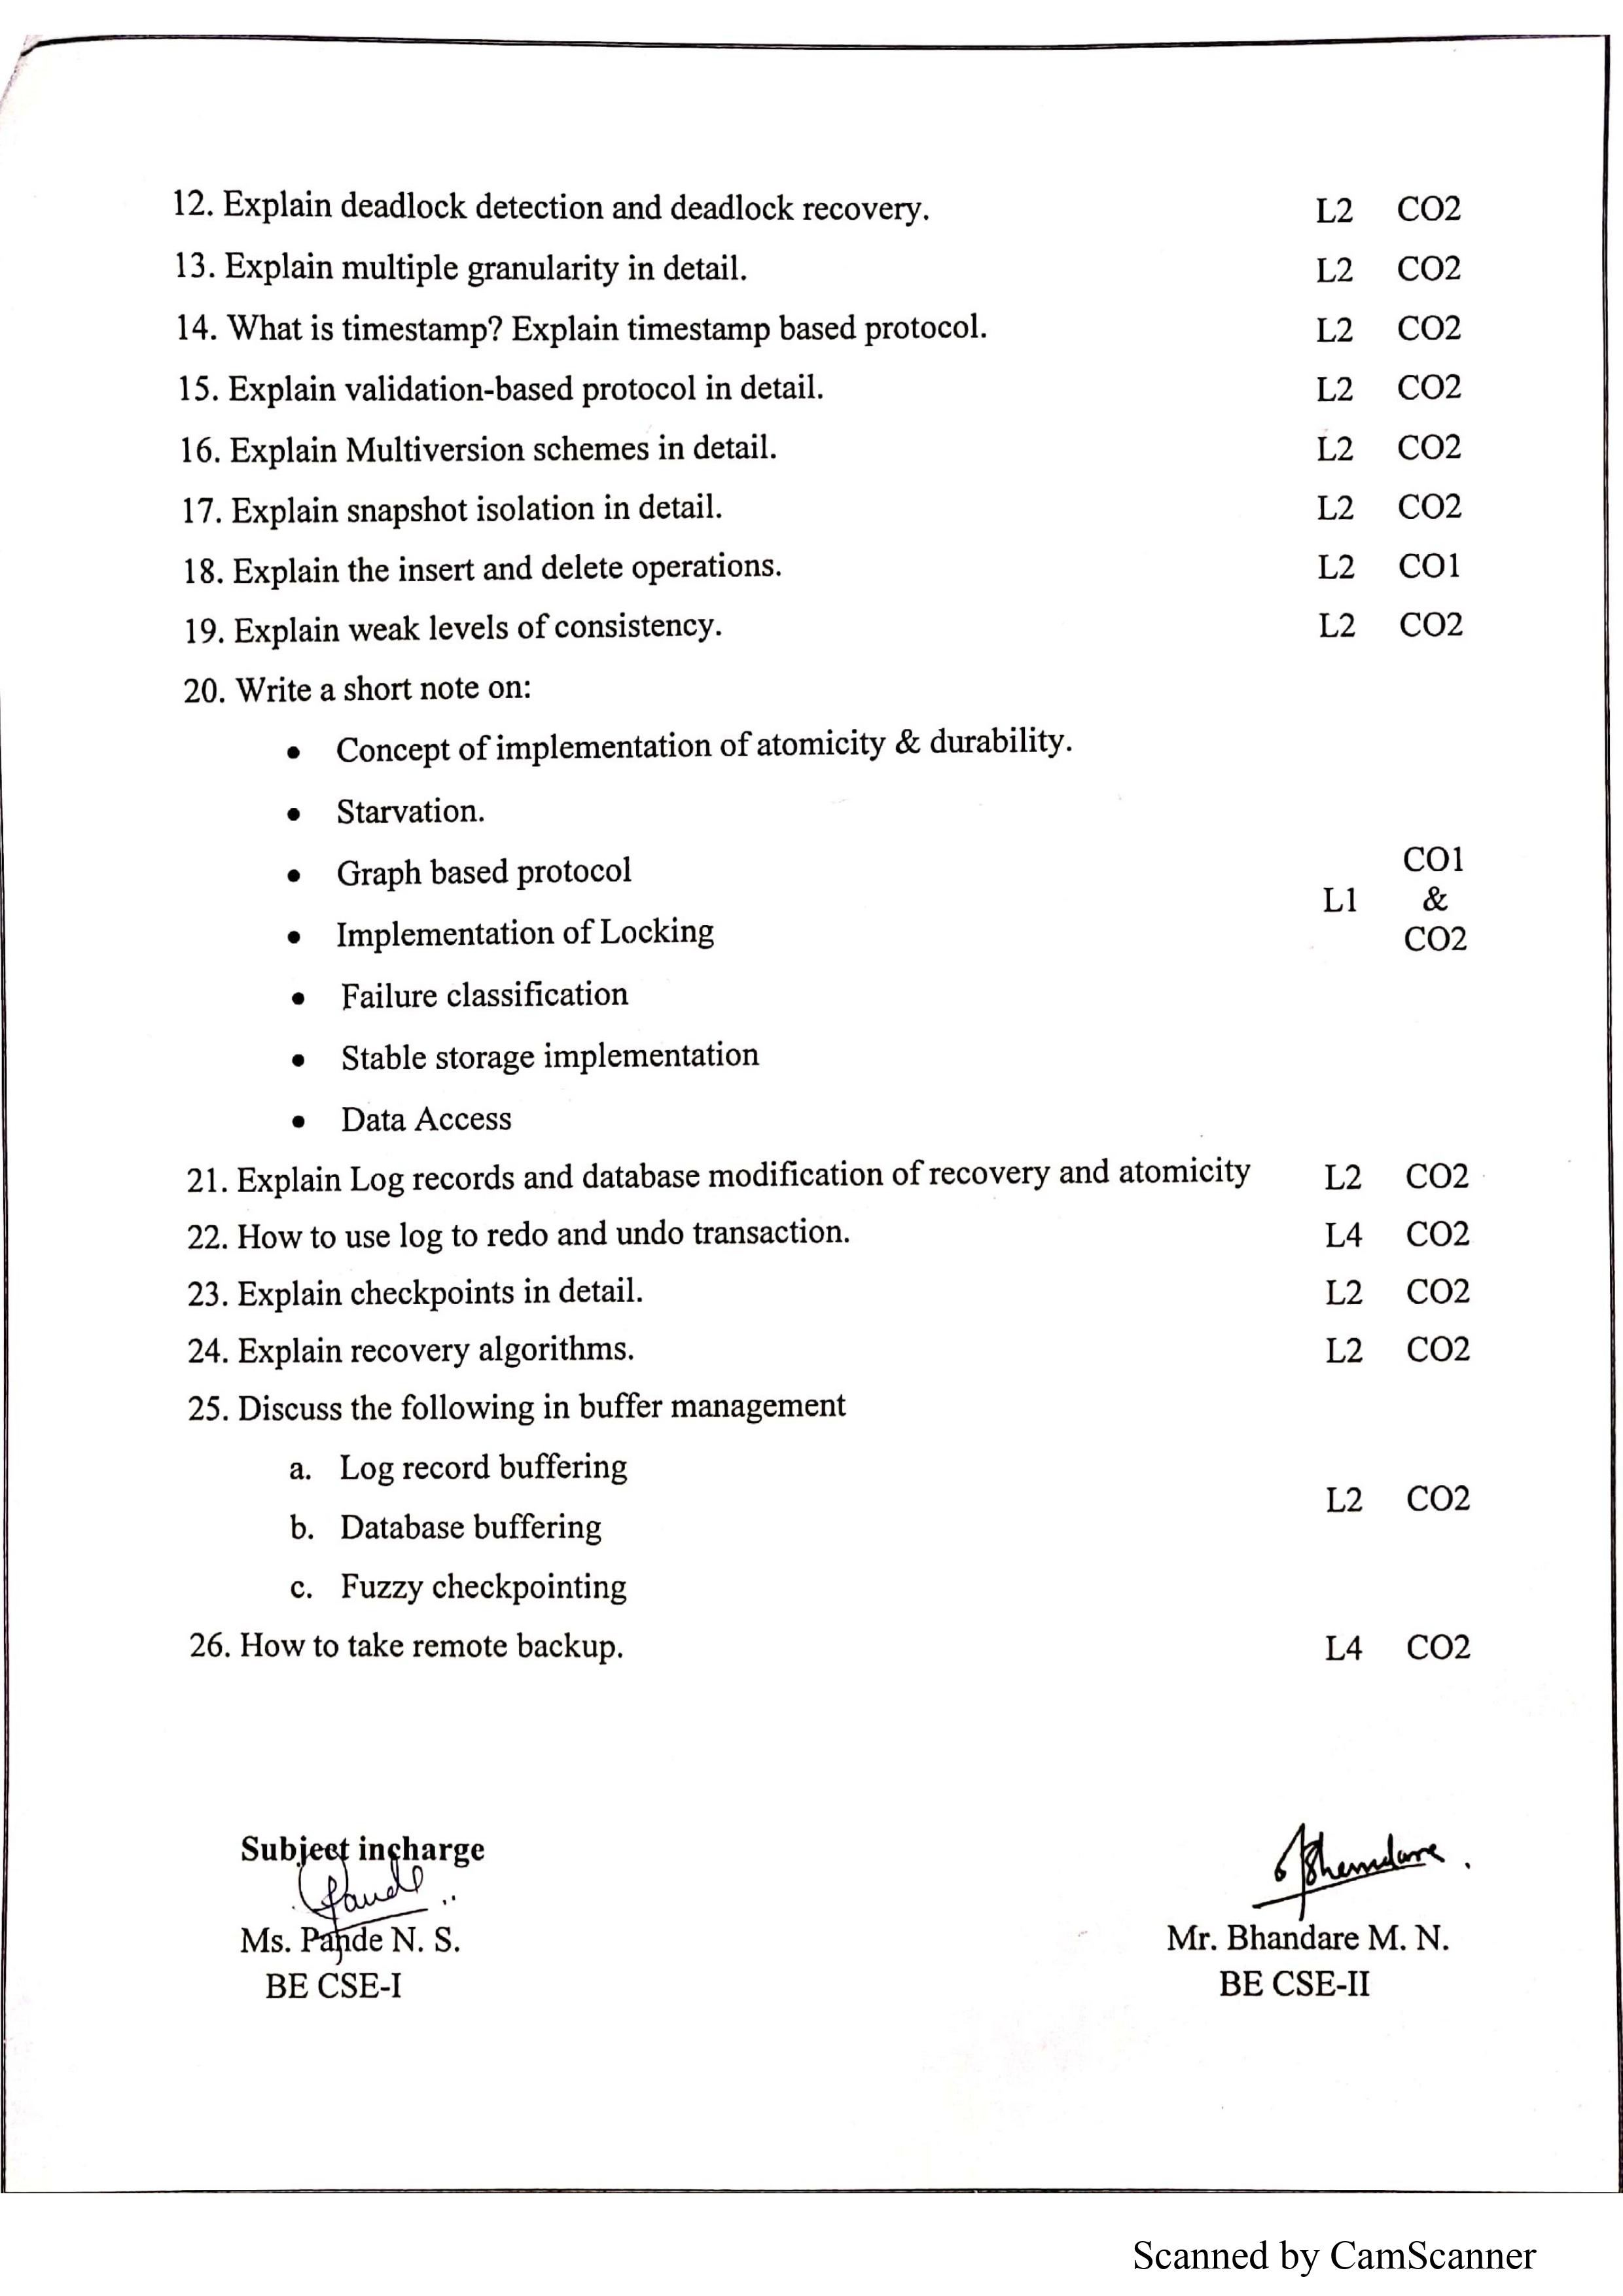 12. Explain deadlock detection and deadlock recovery. L2 CO2
13. Explain multiple granularity in detail. L2 CO2
14. What is timestamp? Explain timestamp based protocol. L2 CO2
15. Explain validation-based protocol in detail. L2 CO2
16. Explain Multiversion schemes in detail. L2 CO2
17. Explain snapshot isolation in detail. L2 CO2
18. Explain the insert and delete operations. L2 CO1
19. Explain weak levels of consistency. L2 CO2
20. Write a short note on:
• Concept of implementation of atomicity & durability.
• Starvation.
• Graph based protocol
CO1
L1 &
• Implementation of Locking
CO2
• Failure classification
• Stable storage implementation
• Data Access
21. Explain Log records and database modification of recovery and atomicity L2 CO2
22. How to use log to redo and undo transaction. L4 CO2
23. Explain checkpoints in detail. L2 CO2
24. Explain recovery algorithms. L2 CO2
25. Discuss the following in buffer management
a. Log record buffering
L2 CO2
b. Database buffering
c. Fuzzy checkpointing
26. How to take remote backup. L4 CO2
Subject incharge
Pande
Bhandare.
Ms. Pande N. S. Mr. Bhandare M. N.
BE CSE-I BE CSE-II
Scanned by CamScanner